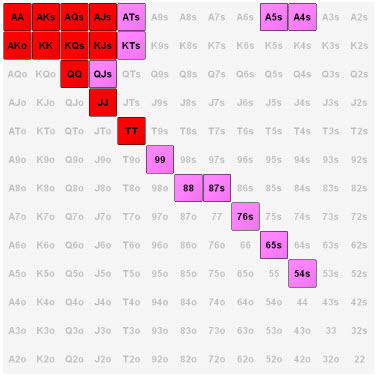 AA AKs AQs AJs ATs A9s A8s A7s A6s A5s A4s A3s A2s
AKo KK KQs KJs KTs K9s K8s K7s K6s K5s K4s K3s K2s
AQo KQo QQ QJs QTs Q9s Q8s Q7s Q6s Q5s Q4s Q3s Q2s
AJo KJo QJo JJ JTs J9s J8s J7s J6s J5s J4s J3s J2s
ATo KTo QTo JTo TT T9s T8s T7s T6s T5s T4s T3s T2s
A9o K9o Q9o J9o T9o 99 98s 97s 96s 95s 94s 93s 92s
A8o K8o Q8o J8o T8o 98o 88 87s 86s 85s 84s 83s 82s
A7o K7o Q7o J7o T7o 97o 87o 77 76s 75s 74s 73s 72s
A6o K6o Q6o J6o T6o 96o 86o 76o 66 65s 64s 63s 62s
A5o K5o Q5o J5o T5o 95o 85o 75o 65o 55 54s 53s 52s
A4o K4o Q4o J4o T4o 94o 84o 74o 64o 54o 44 43s 42s
A3o K3o Q3o J3o T3o 93o 83o 73o 63o 53o 43o 33 32s
A2o K2o Q2o J2o T2o 92o 82o 72o 62o 52o 42o 32o 22